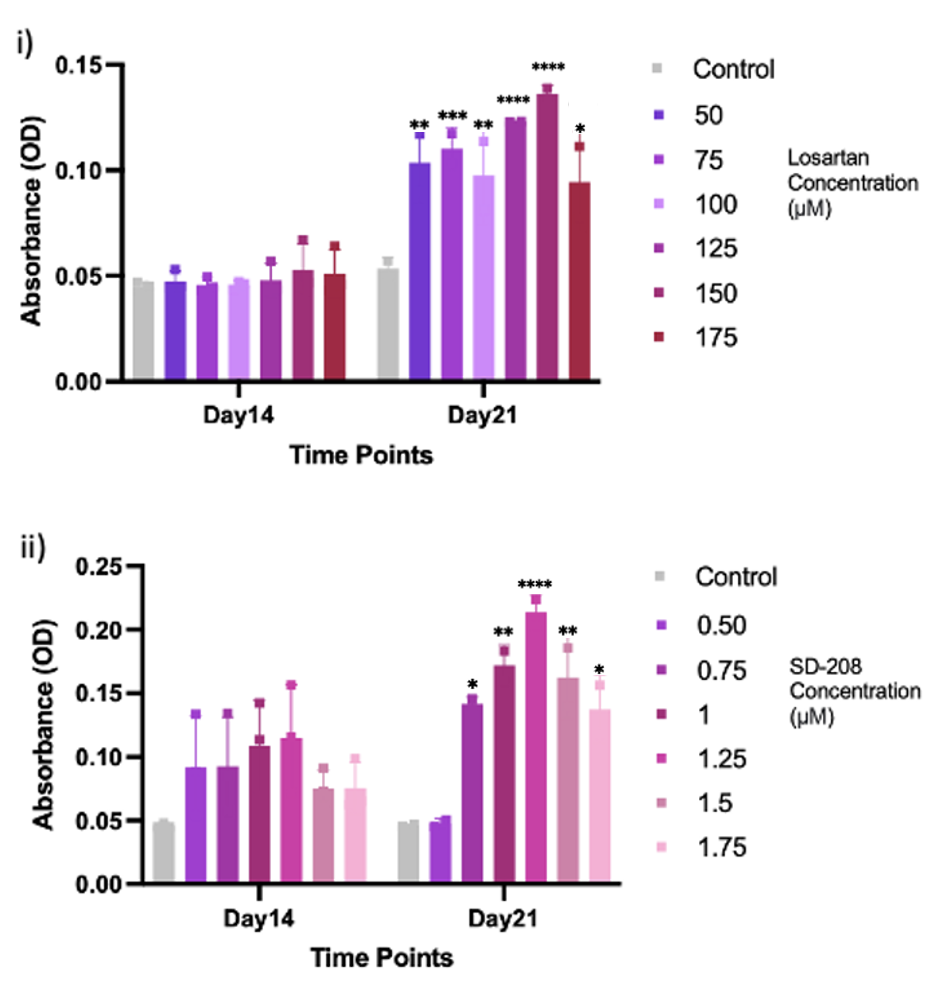 i)
0.15
0.10
0.05
0.00
Absorbance (OD)
** *** ** **** **** *
Day14 Day21
Time Points
Control
50
75
100
125
150
175
Losartan
Concentration
(µM)
ii)
0.25
0.20
0.15
0.10
0.05
0.00
Absorbance (OD)
* ** **** ** *
Day14 Day21
Time Points
Control
0.50
0.75
1
1.25
1.5
1.75
SD-208
Concentration
(µM)